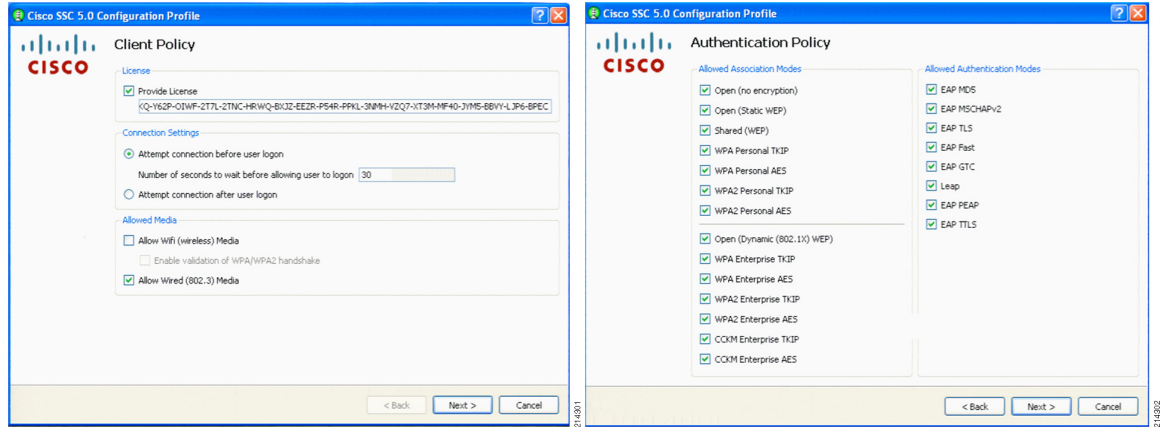 Cisco SSC 5.0 Configuration Profile
CISCO
Client Policy
License
Provide License
KQ-Y62P-OIWF-2T7L-2TNC-HRWQ-BXJZ-EEZR-P54R-PPKL-3NMH-VZQ7-XT3M-MF40-JYM5-BBVY-LJP6-BPEC
Connection Settings
Attempt connection before user logon
Number of seconds to wait before allowing user to logon 30
Attempt connection after user logon
Allowed Media
Allow Wifi (wireless) Media
Enable validation of WPA/WPA2 handshake
Allow Wired (802.3) Media
< Back Next > Cancel
214901
Cisco SSC 5.0 Configuration Profile
CISCO
Authentication Policy
Allowed Association Modes
Open (no encryption)
Open (Static WEP)
Shared (WEP)
WPA Personal TKIP
WPA Personal AES
WPA2 Personal TKIP
WPA2 Personal AES
Open (Dynamic (802.1X) WEP)
WPA Enterprise TKIP
WPA Enterprise AES
WPA2 Enterprise TKIP
WPA2 Enterprise AES
CCKM Enterprise TKIP
CCKM Enterprise AES
Allowed Authentication Modes
EAP MD5
EAP MSCHAPv2
EAP TLS
EAP Fast
EAP GTC
Leap
EAP PEAP
EAP TTLS
< Back Next > Cancel
214902